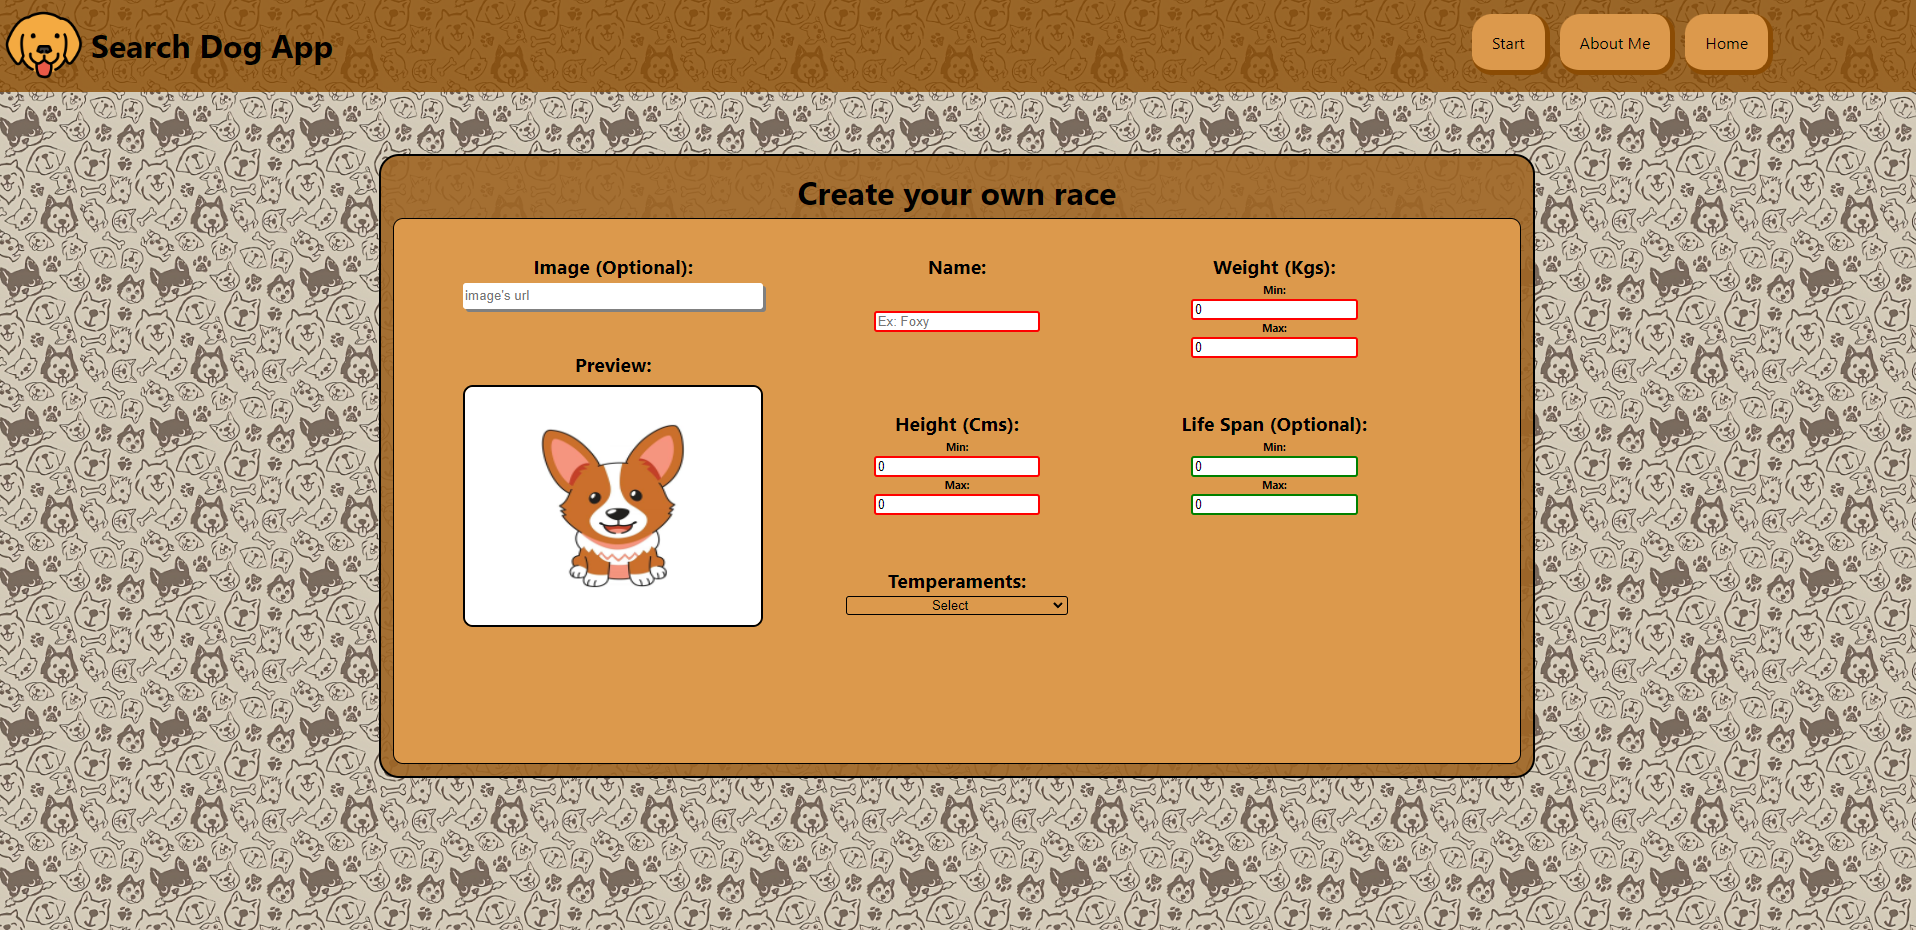 Search Dog App
Start
About Me
Home
Create your own race
Image (Optional):
image's url
Preview:
Name:
Ex: Foxy
Weight (Kgs):
Min:
0
Max:
0
Height (Cms):
Min:
0
Max:
0
Life Span (Optional):
Min:
0
Max:
0
Temperaments:
Select